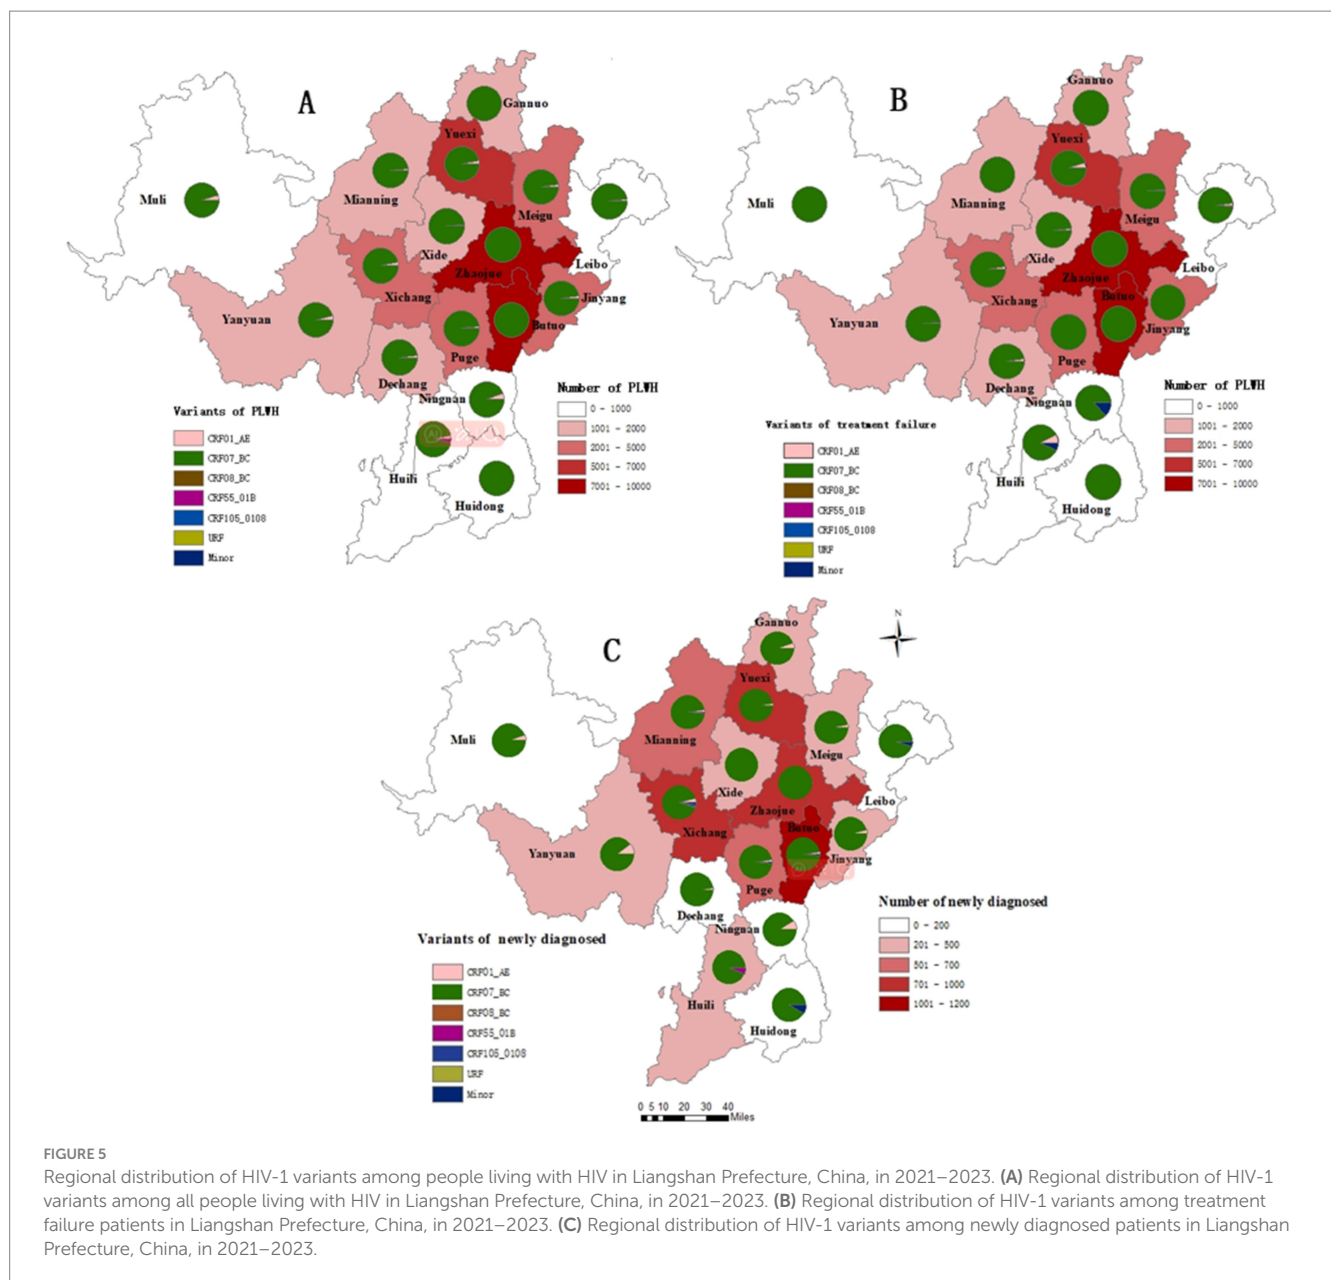 A
Gannuo
Yuexi
Muli
Mianning
Meigu
Xide
Leibo
Zhaojue
Xichang
Jinyang
Yanyuan
Butuo
Puge
Dechang
Ningnan
Huili
Huidong
Variants of PLWH
CRF01_AE
CRF07_BC
CRF08_BC
CRF55_01B
CRF105_0108
URF
Minor
Number of PLWH
0 - 1000
1001 - 2000
2001 - 5000
5001 - 7000
7001 - 10000
B
Gannuo
Yuexi
Muli
Mianning
Meigu
Xide
Leibo
Zhaojue
Butuo
Xichang
Yanyuan
Jinyang
Puge
Dechang
Ningnan
Huili
Huidong
Variants of treatment failure
CRF01_AE
CRF07_BC
CRF08_BC
CRF55_01B
CRF105_0108
URF
Minor
Number of PLWH
0 - 1000
1001 - 2000
2001 - 5000
5001 - 7000
7001 - 10000
C
N
Gannuo
Yuexi
Muli
Mianning
Meigu
Xide
Leibo
Zhaojue
Butuo
Xichang
Yanyuan
Jinyang
Puge
Dechang
Ningnan
Huili
Huidong
Variants of newly diagnosed
CRF01_AE
CRF07_BC
CRF08_BC
CRF55_01B
CRF105_0108
URF
Minor
Number of newly diagnosed
0 - 200
201 - 500
501 - 700
701 - 1000
1001 - 1200
0 5 10 20 30 40
Miles
FIGURE 5
Regional distribution of HIV-1 variants among people living with HIV in Liangshan Prefecture, China, in 2021–2023. (A) Regional distribution of HIV-1
variants among all people living with HIV in Liangshan Prefecture, China, in 2021–2023. (B) Regional distribution of HIV-1 variants among treatment
failure patients in Liangshan Prefecture, China, in 2021–2023. (C) Regional distribution of HIV-1 variants among newly diagnosed patients in Liangshan
Prefecture, China, in 2021–2023.